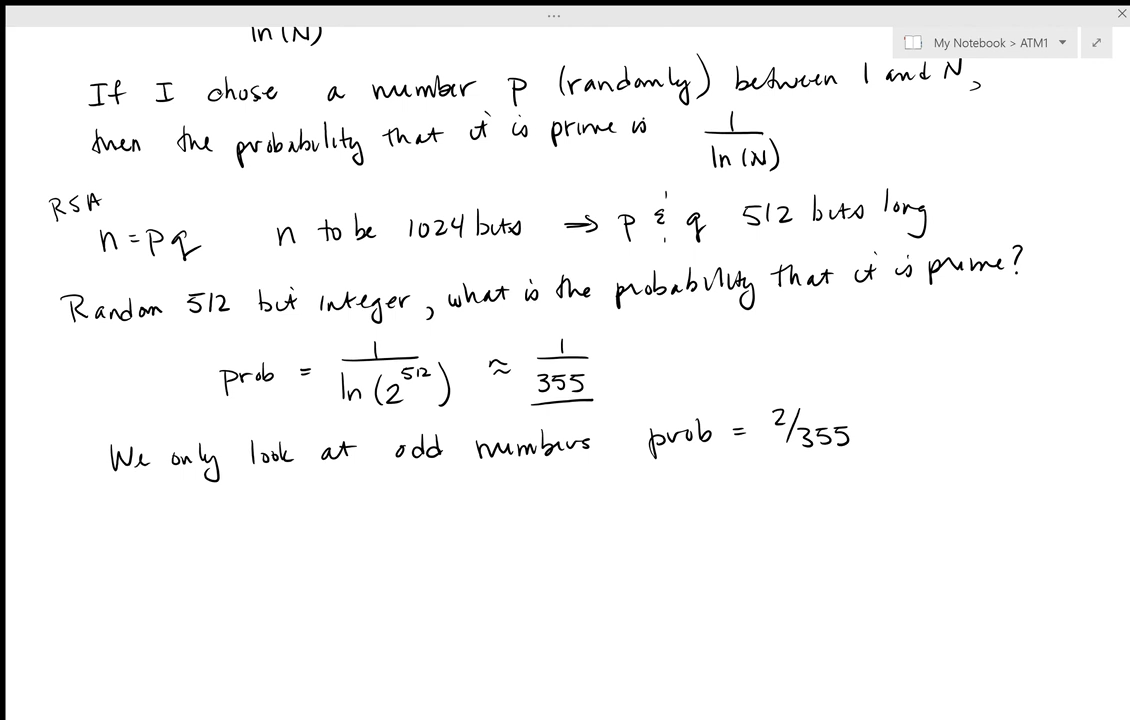 ln(N)
My Notebook > ATM1
If I chose a number p (randomly) between 1 and N,
then the probability that it is prime is 1/ln(N)
RSA
n = pq n to be 1024 bits ⇒ p & q 512 bits long
Random 512 bit integer, what is the probability that it is prime?
prob = 1/ln(2^512) ≈ 1/355
We only look at odd numbers prob = 2/355